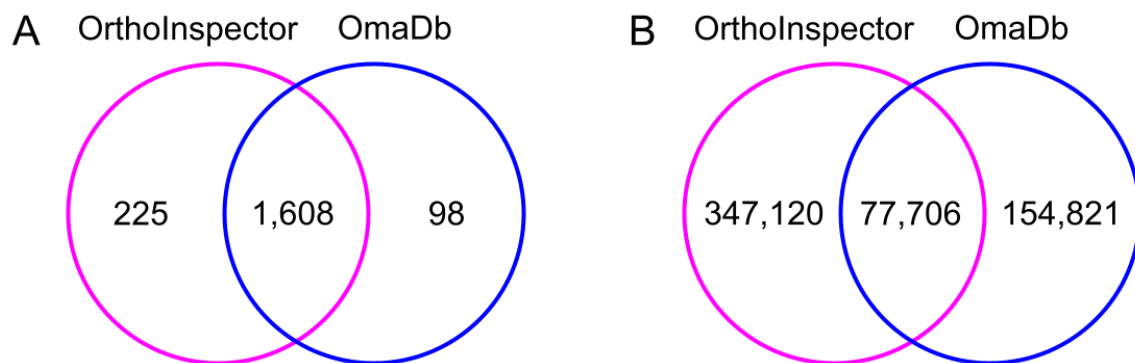 A OrthoInspector OmaDb
225 1,608 98
B OrthoInspector OmaDb
347,120 77,706 154,821